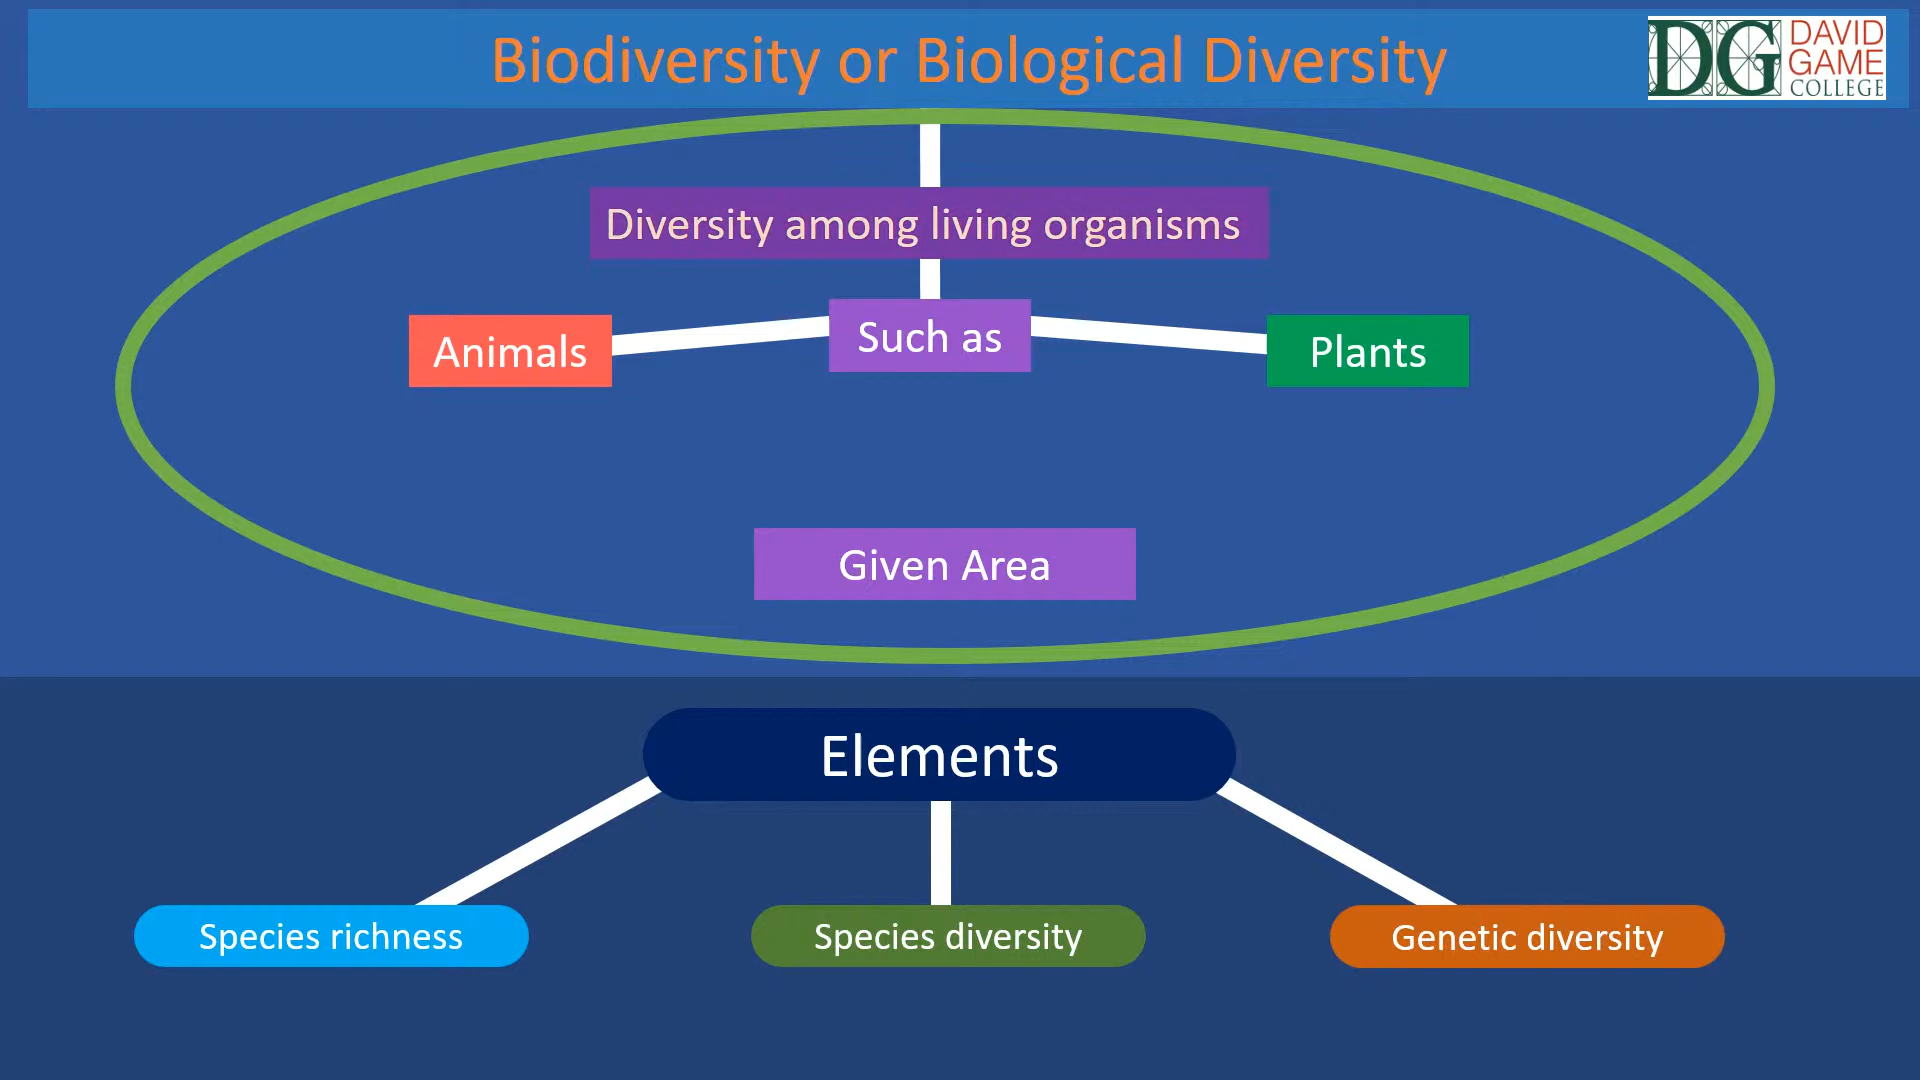 Biodiversity or Biological Diversity
DG
DAVID
GAME
COLLEGE
Diversity among living organisms
Animals
Such as
Plants
Given Area
Elements
Species richness
Species diversity
Genetic diversity